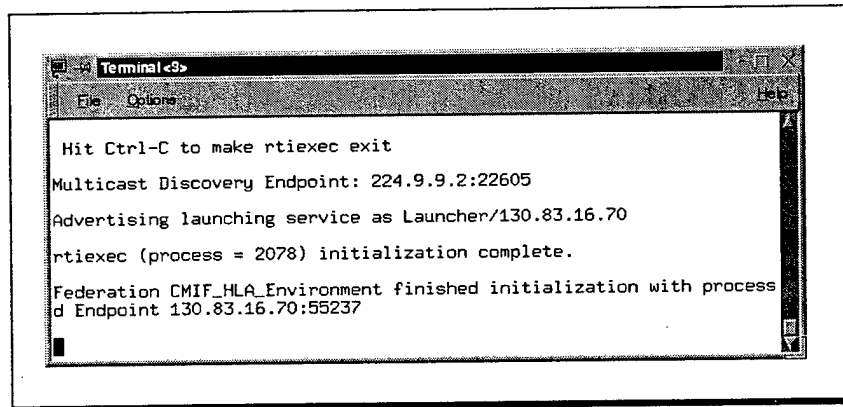 Terminal <3>
File Options Help
Hit Ctrl-C to make rtiexec exit
Multicast Discovery Endpoint: 224.9.9.2:22605
Advertising launching service as Launcher/130.83.16.70
rtiexec (process = 2078) initialization complete.
Federation CMIF_HLA_Environment finished initialization with process
d Endpoint 130.83.16.70:55237